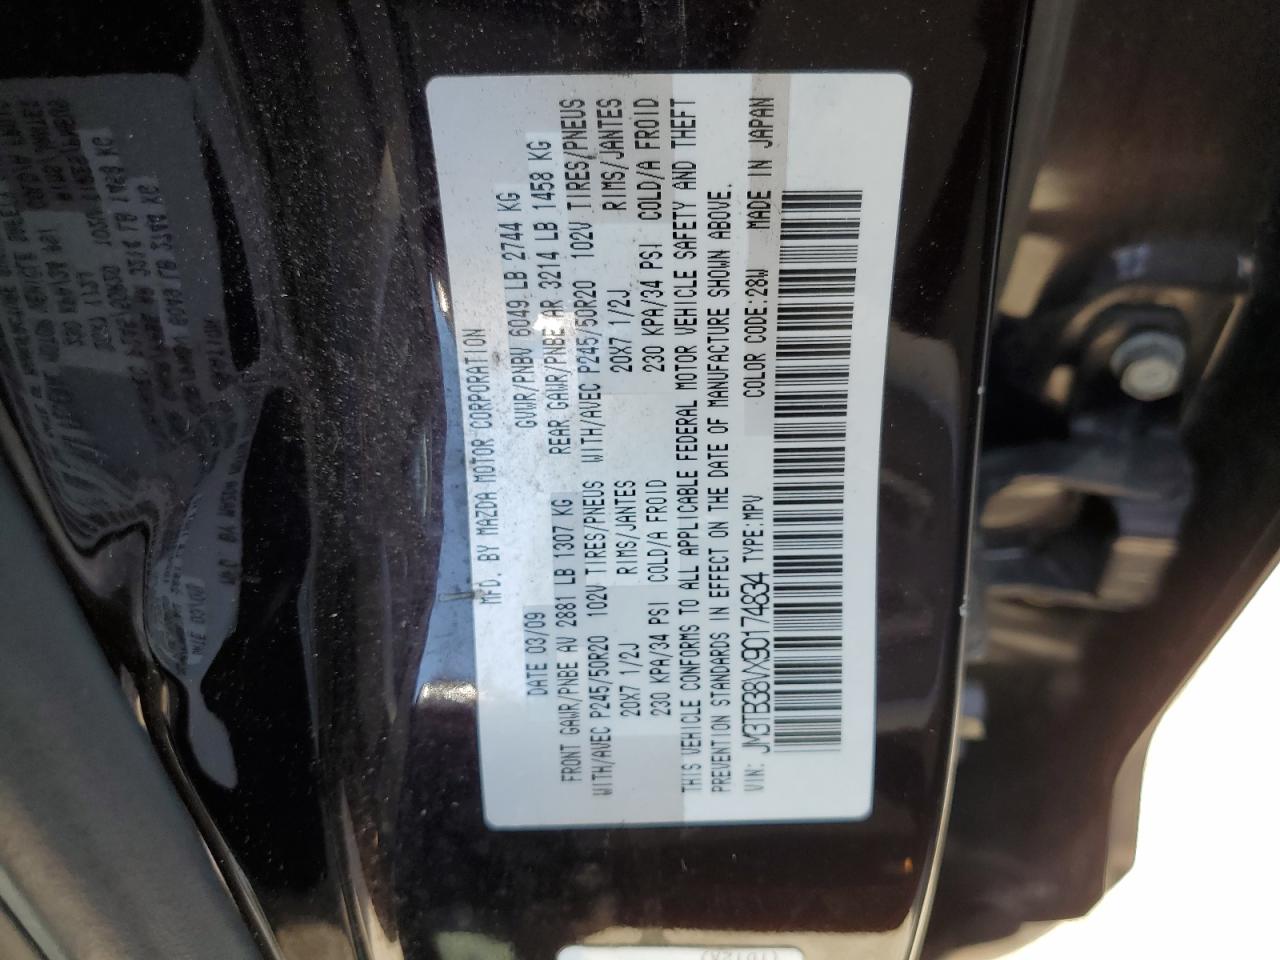 MFD. BY MAZDA MOTOR CORPORATION
DATE 03/09 GVWR/PNBV 6049 LB 2744 KG
FRONT GAWR/PNBE AV 2881 LB 1307 KG REAR GAWR/PNBE AR 3214 LB 1458 KG
WITH/AVEC P245/50R20 102V TIRES/PNEUS WITH/AVEC P245/50R20 102V TIRES/PNEUS
20X7 1/2J RIMS/JANTES 20X7 1/2J RIMS/JANTES
230 KPA/34 PSI COLD/A FROID 230 KPA/34 PSI COLD/A FROID
THIS VEHICLE CONFORMS TO ALL APPLICABLE FEDERAL MOTOR VEHICLE SAFETY AND THEFT
PREVENTION STANDARDS IN EFFECT ON THE DATE OF MANUFACTURE SHOWN ABOVE.
VIN: JM3TB38VX90174834 TYPE:MPV COLOR CODE:28W MADE IN JAPAN